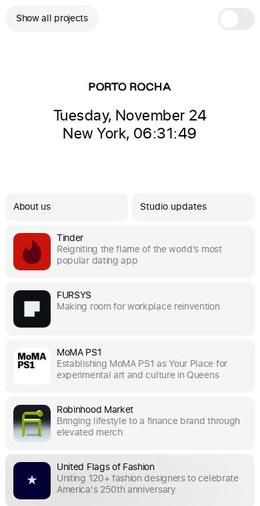 Show all projects
PORTO ROCHA
Tuesday, November 24
New York, 06:31:49
About us
Studio updates
Tinder
Reigniting the flame of the world's most
popular dating app
FURSYS
Making room for workplace reinvention
MoMA
PS1
MoMA PS1
Establishing MoMA PS1 as Your Place for
experimental art and culture in Queens
Robinhood Market
Bringing lifestyle to a finance brand through
elevated merch
United Flags of Fashion
Uniting 120+ fashion designers to celebrate
America's 250th anniversary